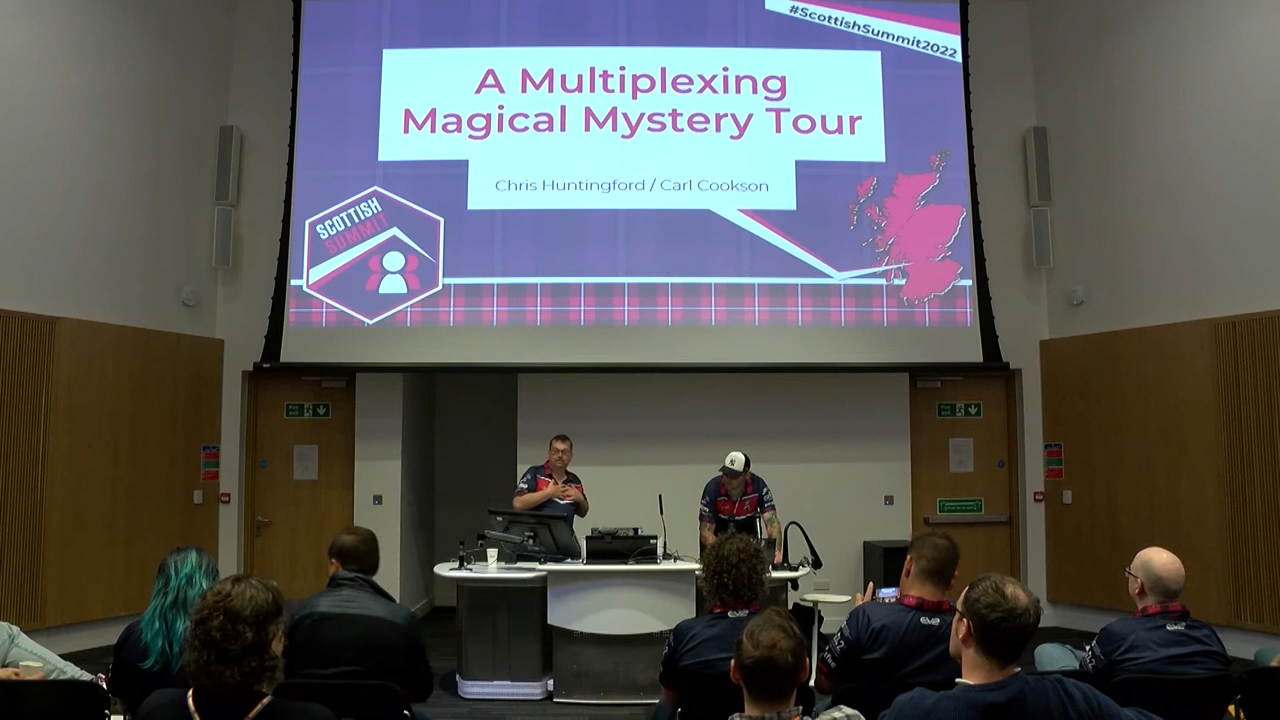 #ScottishSummit2022
A Multiplexing
Magical Mystery Tour
Chris Huntingford / Carl Cookson
SCOTTISH
SUMMIT